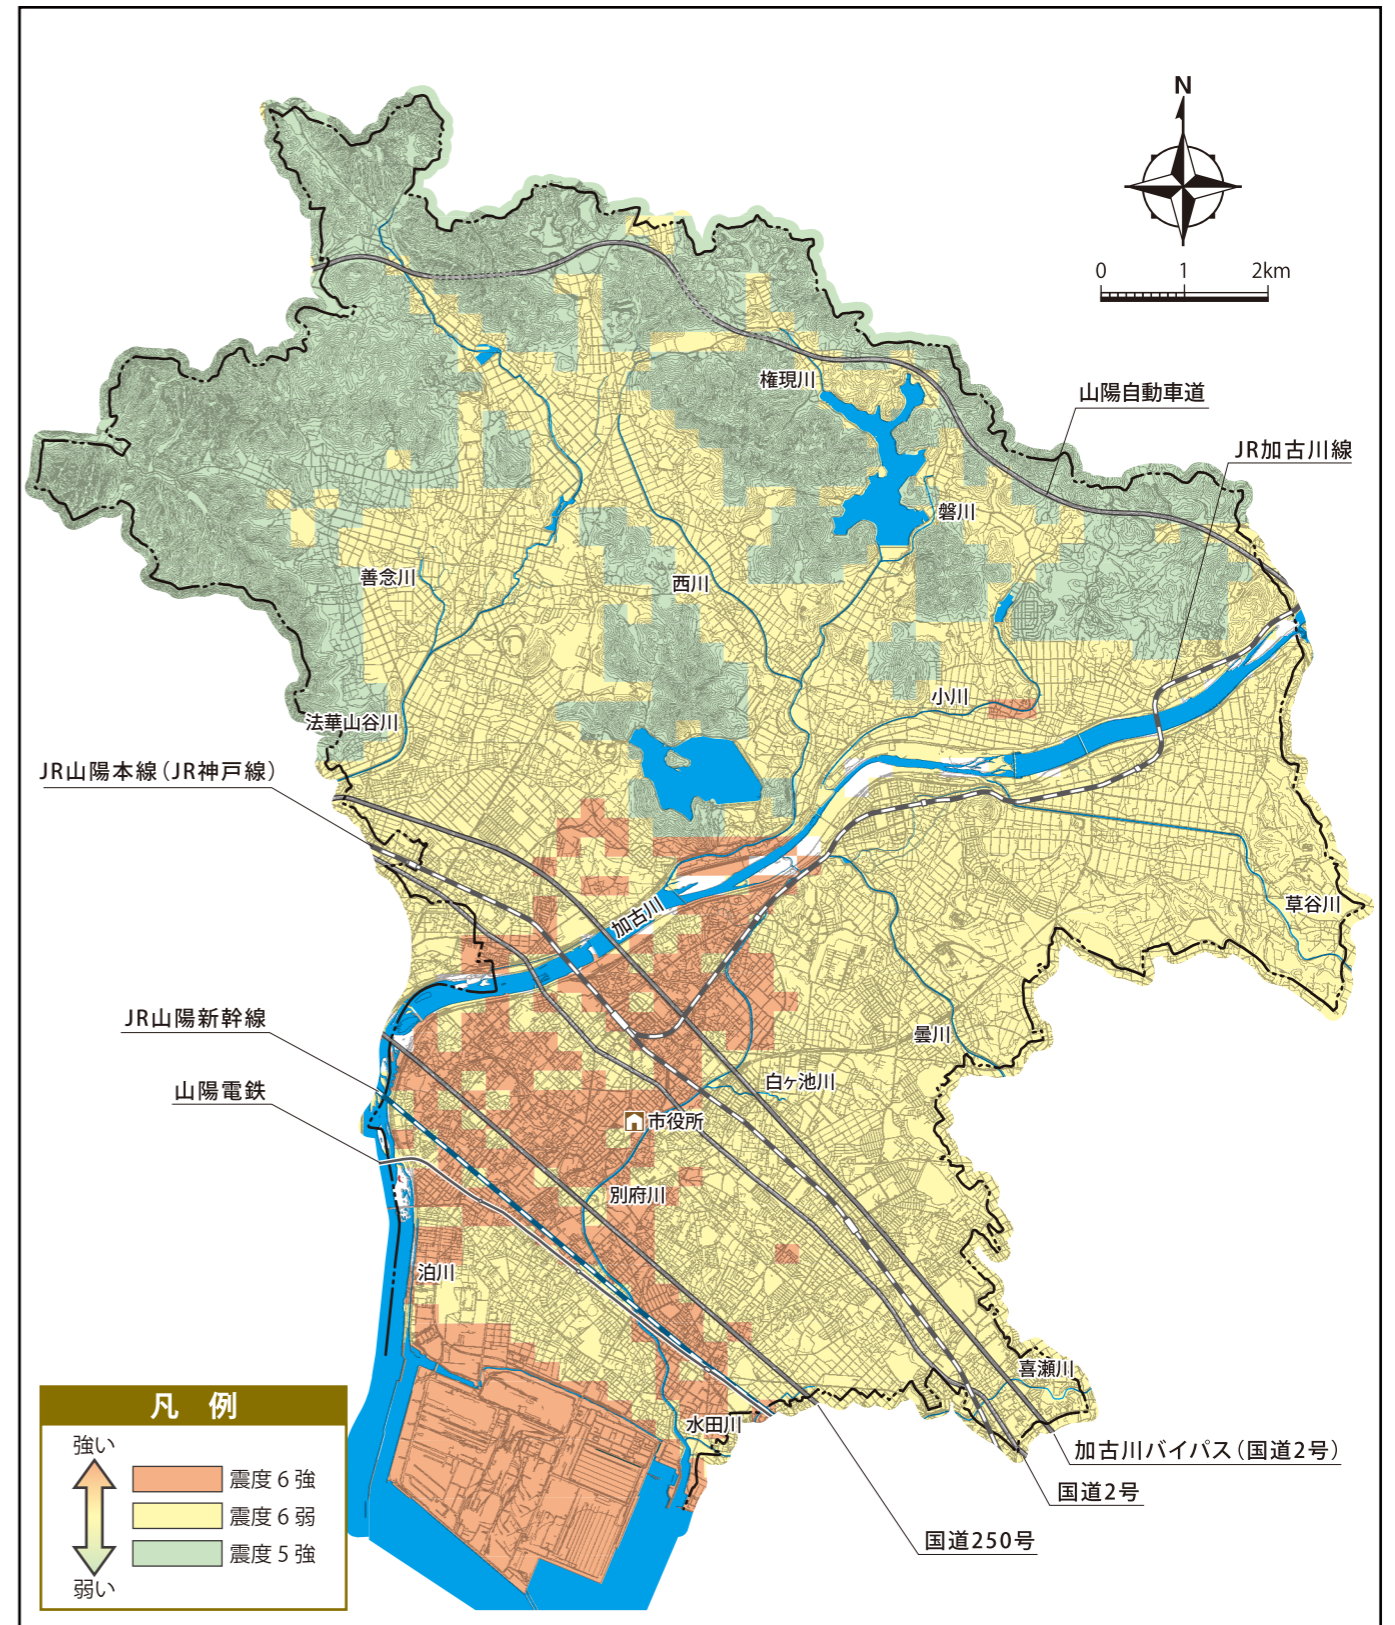 N
0 1 2km
山陽自動車道
権現川
JR加古川線
磐川
善念川
西川
小川
法華山谷川
JR山陽本線(JR神戸線)
草谷川
加古川
JR山陽新幹線
曇川
山陽電鉄
白ヶ池川
市役所
別府川
泊川
喜瀬川
水田川
加古川バイパス(国道2号)
国道2号
国道250号
凡 例
強い
震度6強
震度6弱
震度5強
弱い